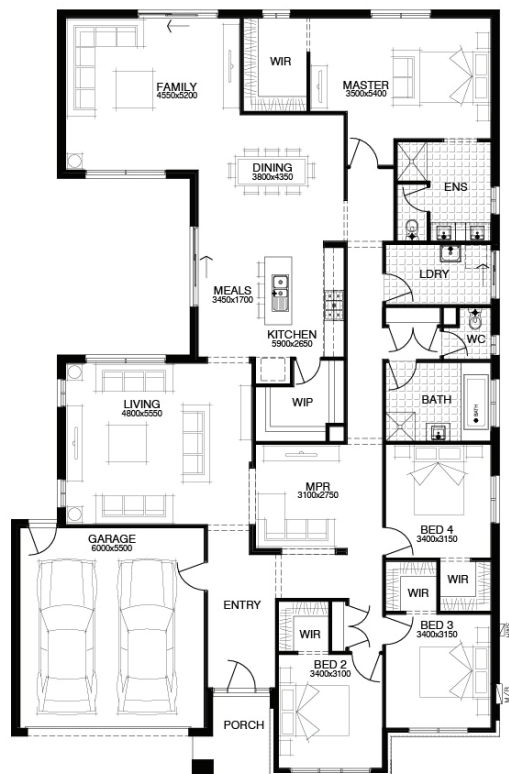 FAMILY
4550x5200
WIR
MASTER
3500x5400
DINING
3800x4350
ENS
LDRY
MEALS
3450x1700
KITCHEN
5900x2650
WC
LIVING
4800x5550
WIP
BATH
BATH
MPR
3100x2750
GARAGE
6000x5500
BED 4
3400x3150
WIR
WIR
ENTRY
WIR
BED 3
3400x3150
BED 2
3400x3100
PORCH